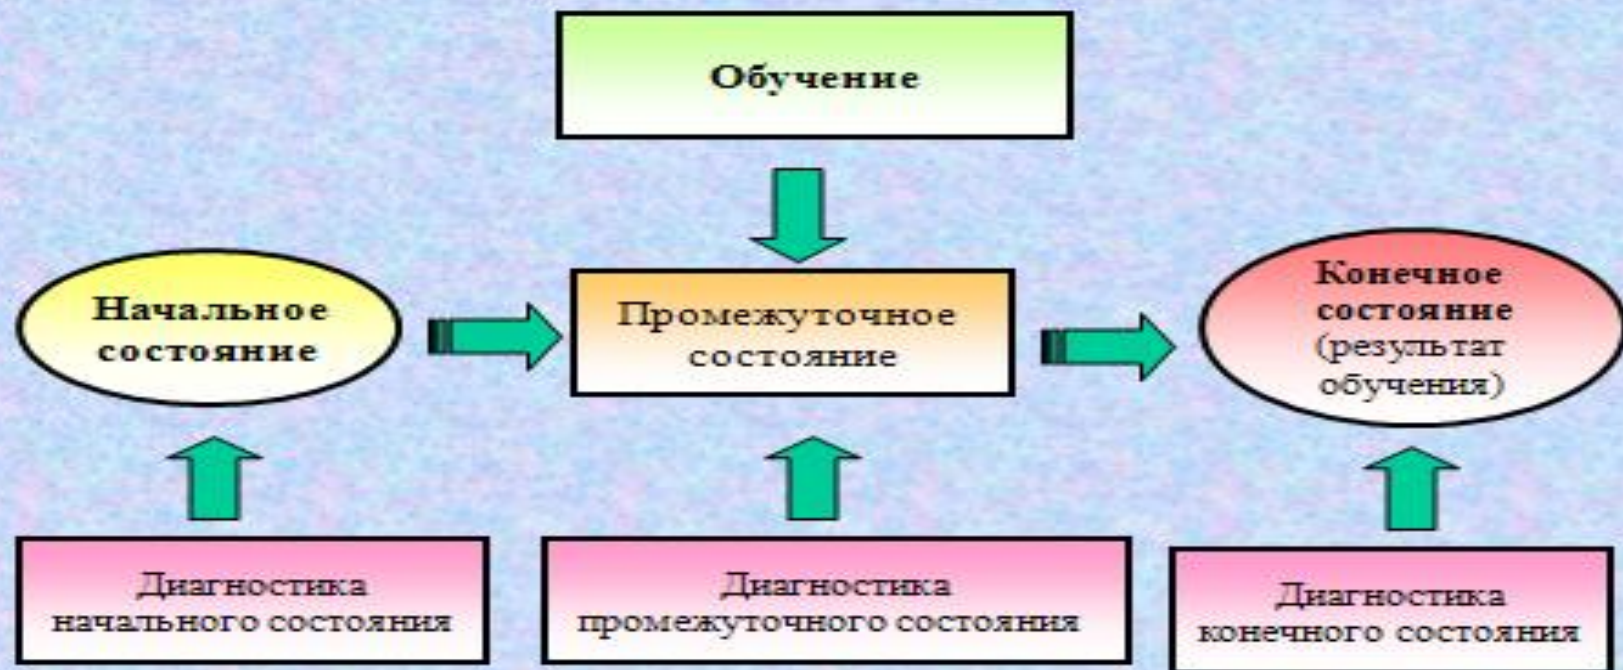 Обучение
Начальное
состояние
Промежуточное
состояние
Конечное
состояние
(результат
обучения)
Диагностика
начального состояния
Диагностика
промежуточного состояния
Диагностика
конечного состояния